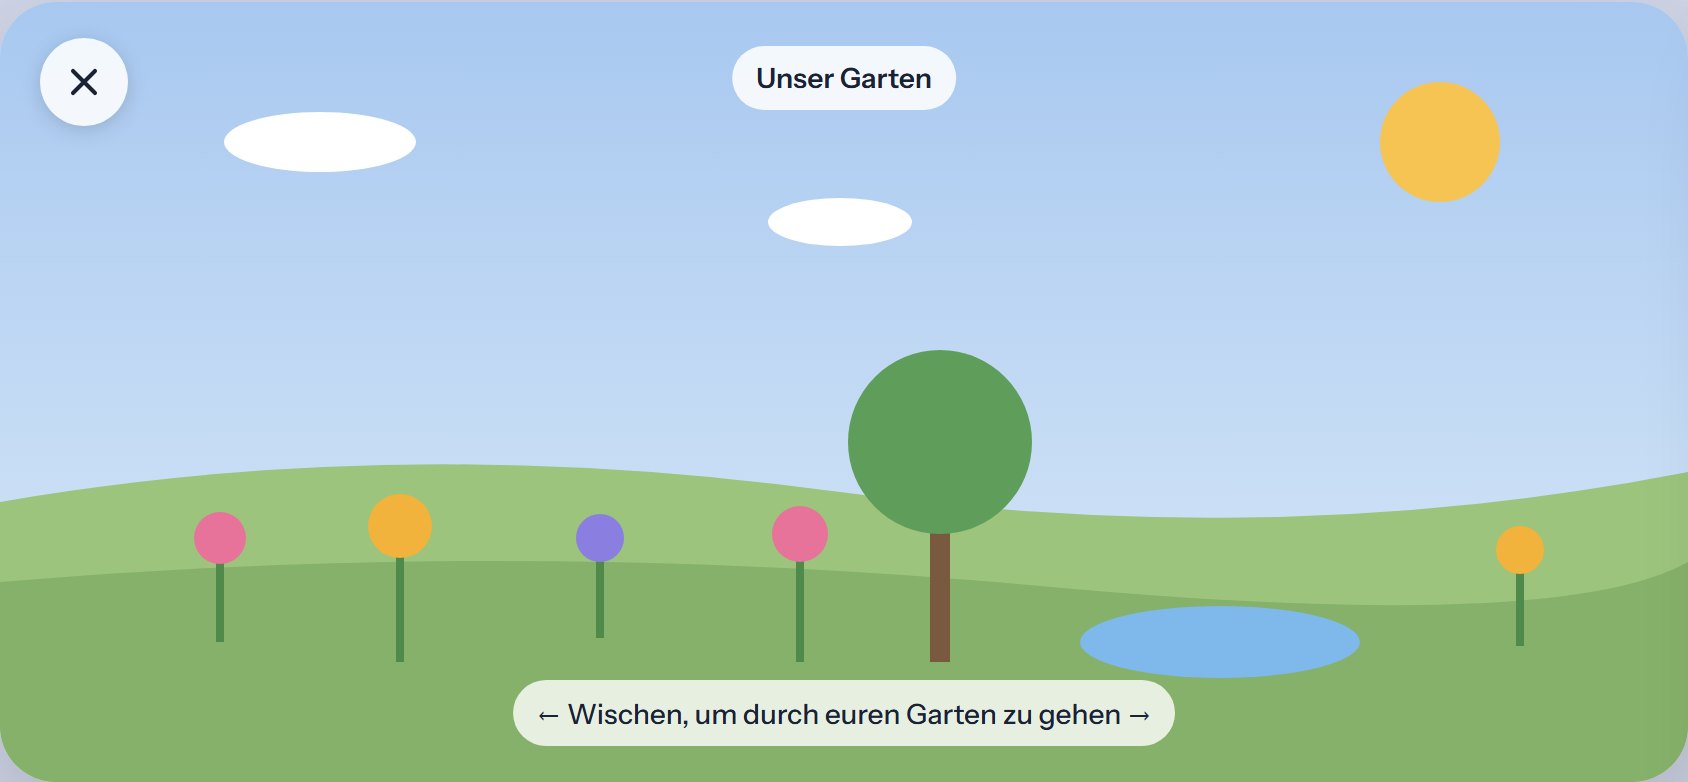 Unser Garten
← Wischen, um durch euren Garten zu gehen →